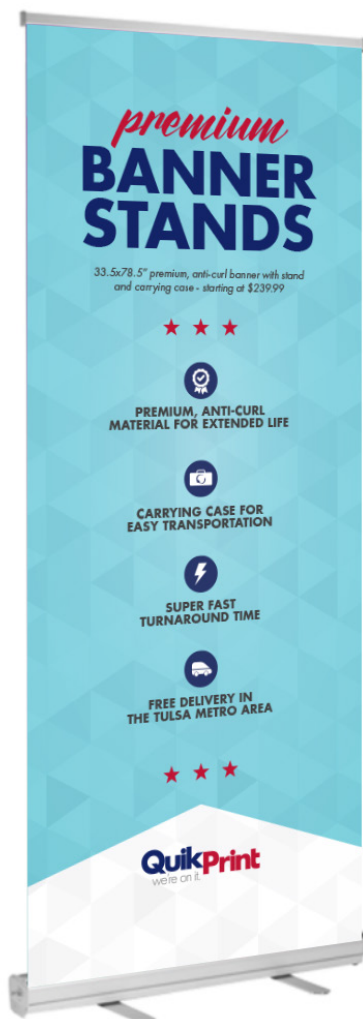 premium
BANNER
STANDS
33.5x78.5" premium, anti-curl banner with stand
and carrying case - starting at $239.99
PREMIUM, ANTI-CURL
MATERIAL FOR EXTENDED LIFE
CARRYING CASE FOR
EASY TRANSPORTATION
SUPER FAST
TURNAROUND TIME
FREE DELIVERY IN
THE TULSA METRO AREA
QuikPrint
we're on it.